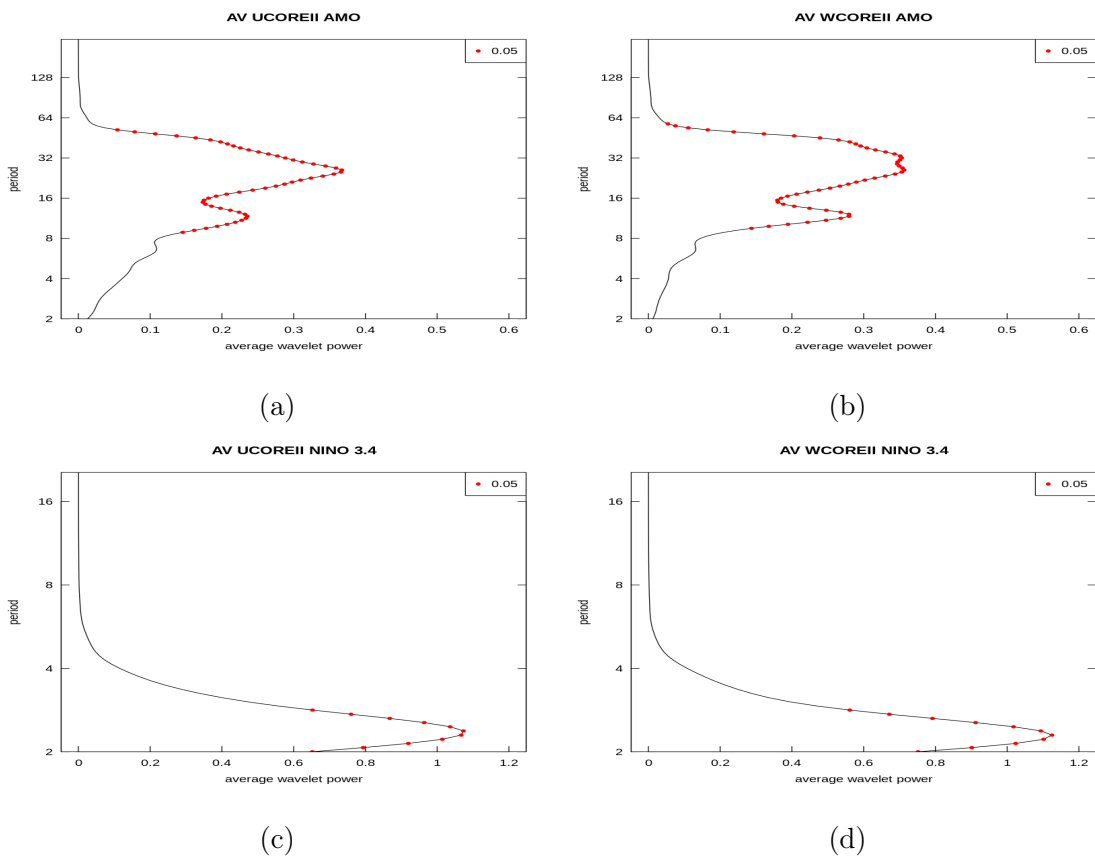 AV UCOREII AMO
0.05
128
64
32
16
8
4
2
period
0 0.1 0.2 0.3 0.4 0.5 0.6
average wavelet power
(a)
AV WCOREII AMO
0.05
128
64
32
16
8
4
2
period
0 0.1 0.2 0.3 0.4 0.5 0.6
average wavelet power
(b)
AV UCOREII NINO 3.4
0.05
16
8
4
2
period
0 0.2 0.4 0.6 0.8 1 1.2
average wavelet power
(c)
AV WCOREII NINO 3.4
0.05
16
8
4
2
period
0 0.2 0.4 0.6 0.8 1 1.2
average wavelet power
(d)